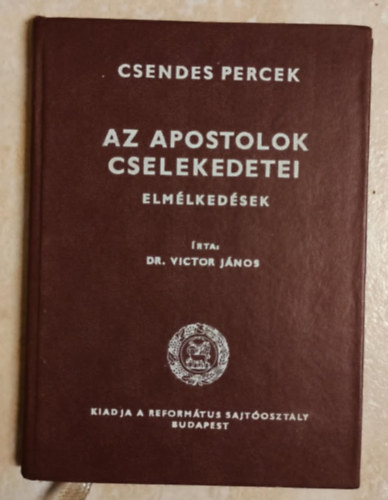 CSENDES PERCEK
AZ APOSTOLOK
CSELEKEDETEI
ELMÉLKEDÉSEK
ÍRTA:
DR. VICTOR JÁNOS
KIADJA A REFORMÁTUS SAJTÓOSZTÁLY
BUDAPEST